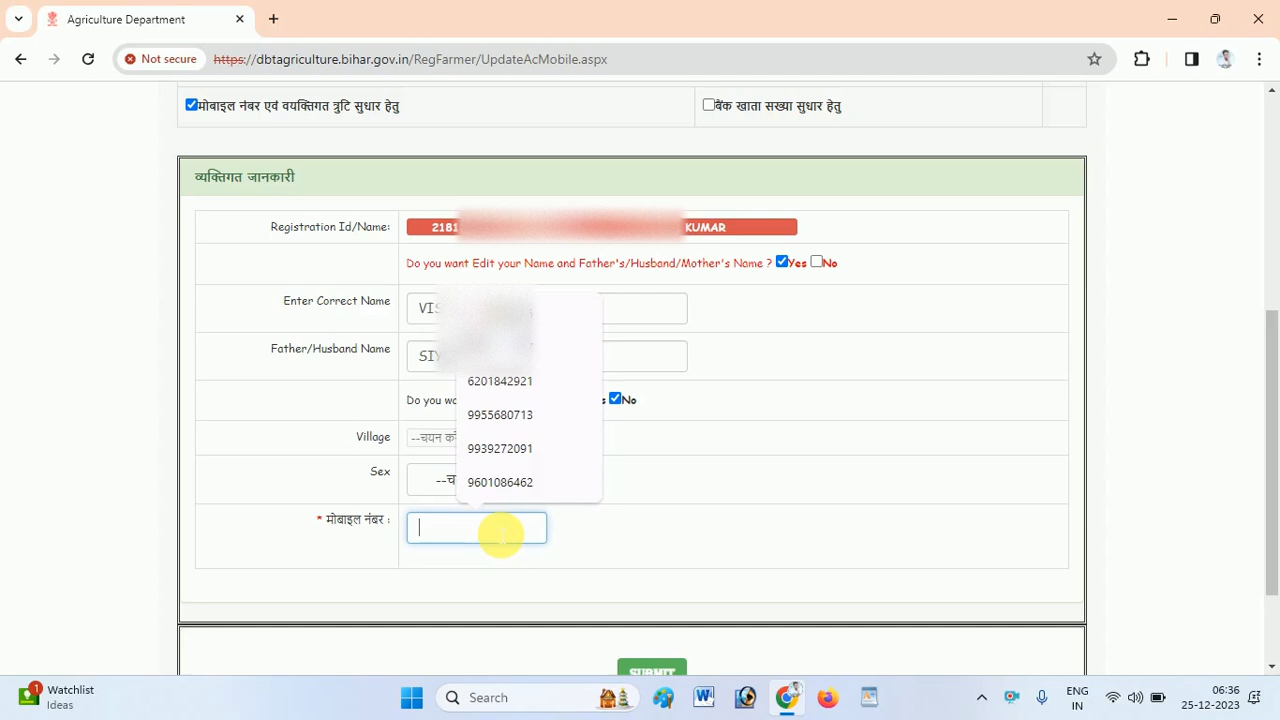 Agriculture Department
Not secure
https://dbtagriculture.bihar.gov.in/RegFarmer/UpdateAcMobile.aspx
मोबाइल नंबर एवं वयक्तिगत त्रुटि सुधार हेतु
बैंक खाता सख्या सुधार हेतु
व्यक्तिगत जानकारी
Registration Id/Name:
2181
KUMAR
Do you want Edit your Name and Father's/Husband/Mother's Name ? Yes No
Enter Correct Name
VIS
Father/Husband Name
SIY
6201842921
Do you No
9955680713
Village
9939272091
Sex
9601086462
* मोबाइल नंबर :
SUBMIT
1
Watchlist
Ideas
Search
ENG
IN
06:36
25-12-2023